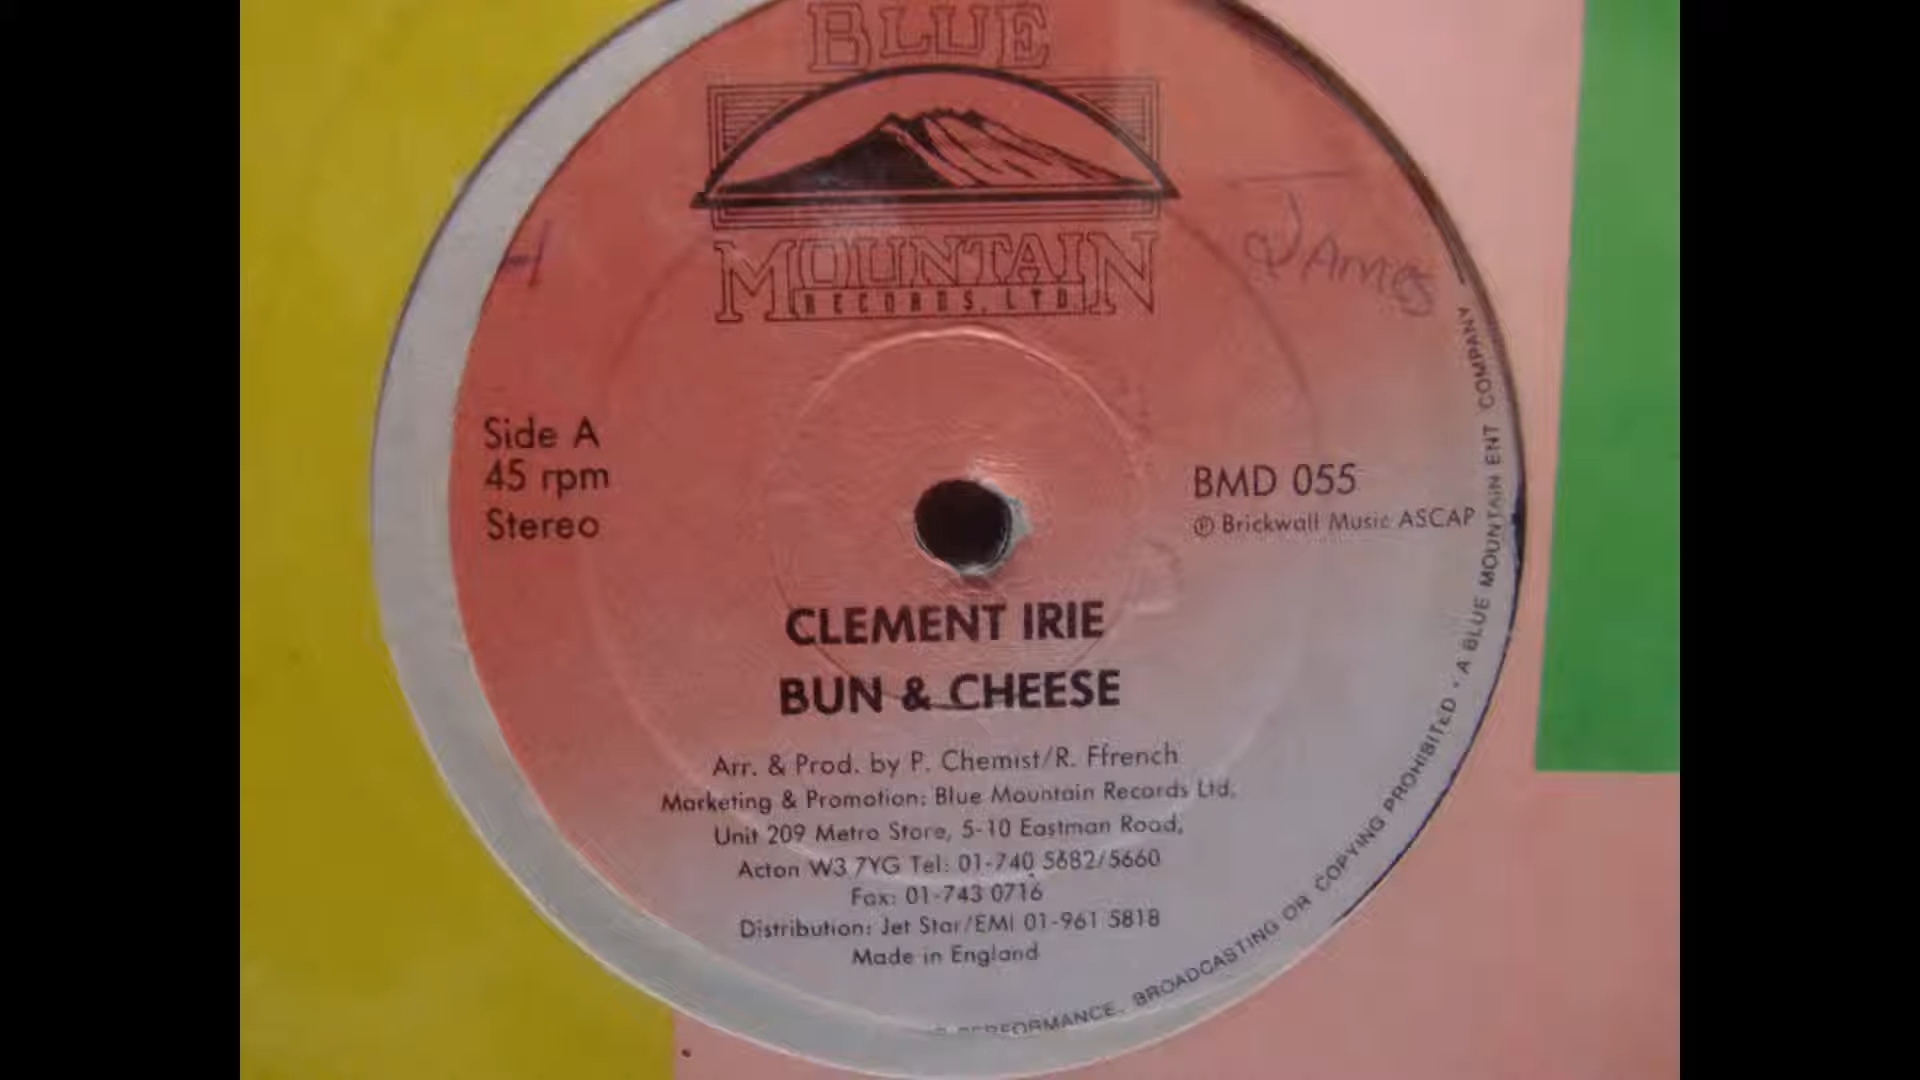 BLUE
MOUNTAIN
RECORDS, LTD.
James
Side A
45 rpm
Stereo
BMD 055
℗ Brickwall Music ASCAP
CLEMENT IRIE
BUN & CHEESE
Arr. & Prod. by P. Chemist/R. Ffrench
Marketing & Promotion: Blue Mountain Records Ltd.
Unit 209 Metro Store, 5-10 Eastman Road,
Acton W3 7YG Tel: 01-740 5682/5660
Fax: 01-743 0716
Distribution: Jet Star/EMI 01-961 5818
Made in England
PERFORMANCE, BROADCASTING OR COPYING PROHIBITED · A BLUE MOUNTAIN ENT COMPANY